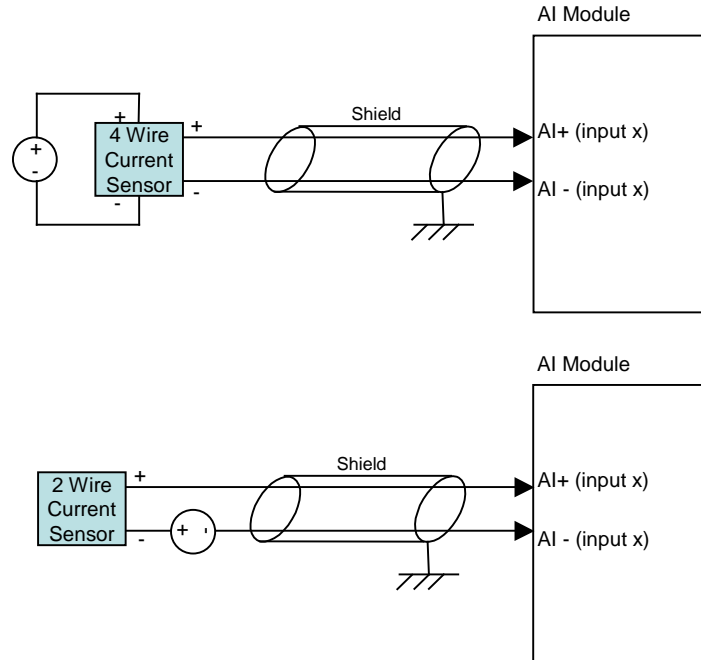 AI Module
+
-
+
4 Wire
Current
Sensor
-
+
-
Shield
AI+ (input x)
AI - (input x)
AI Module
2 Wire
Current
Sensor
+
-
+ -
Shield
AI+ (input x)
AI - (input x)